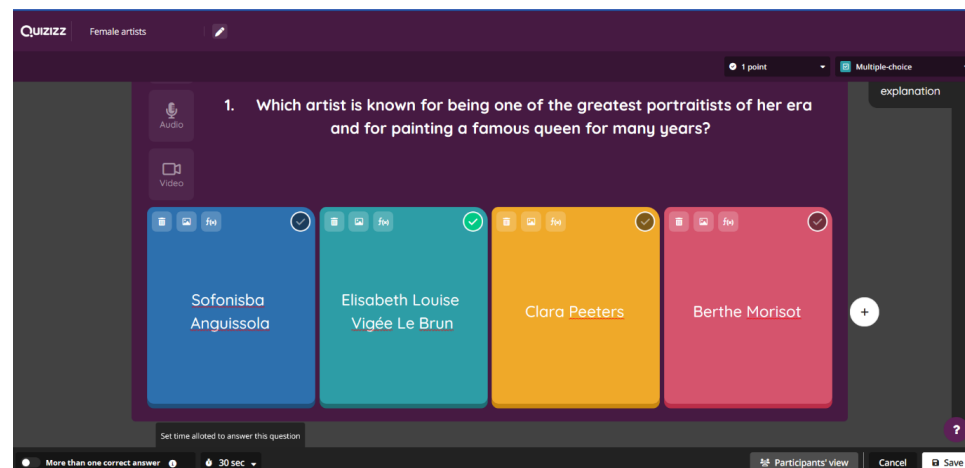 QUIZIZZ Female artists
1 point Multiple-choice
explanation
Audio
1. Which artist is known for being one of the greatest portraitists of her era
and for painting a famous queen for many years?
Video
f(x) f(x) f(x) f(x)
Sofonisba
Anguissola
Elisabeth Louise
Vigée Le Brun
Clara Peeters
Berthe Morisot
+
Set time alloted to answer this question
?
More than one correct answer 30 sec Participants' view Cancel Save